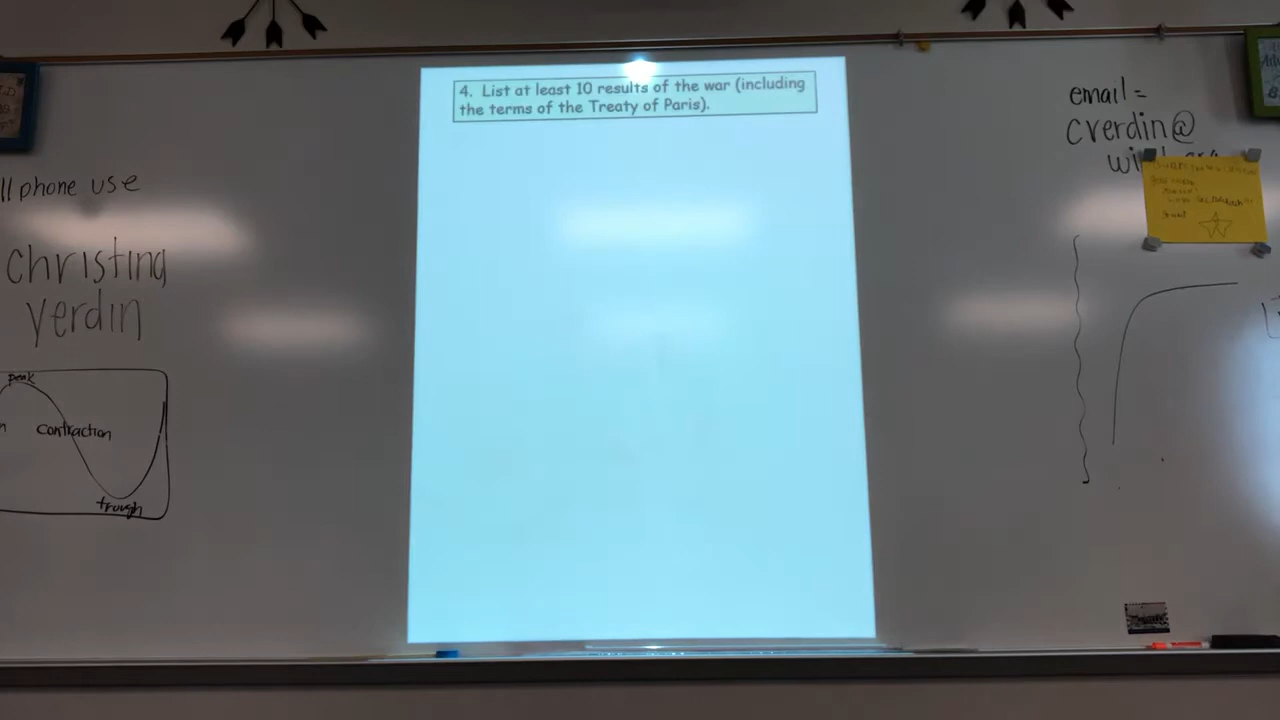 4. List at least 10 results of the war (including
the terms of the Treaty of Paris).
email =
cverdin@
ll phone use
christina
verdin
peak
contraction
trough